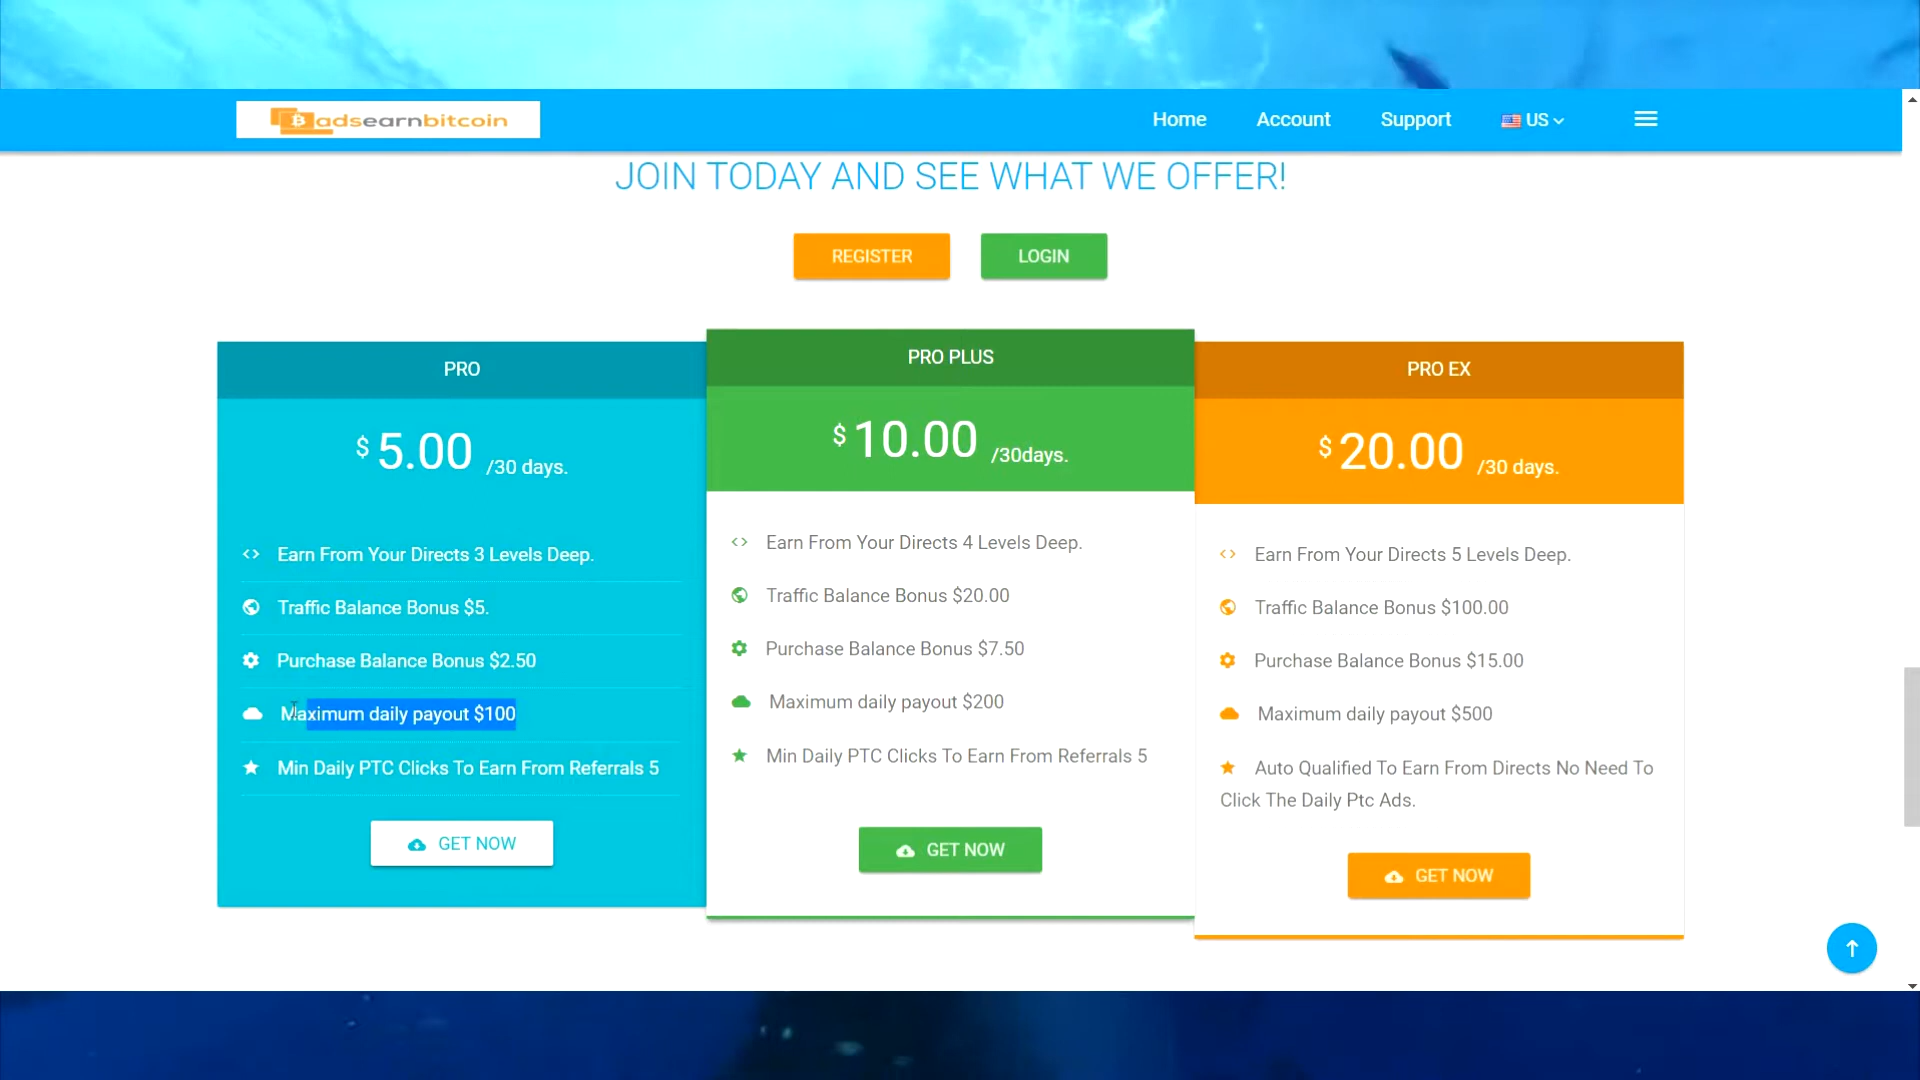 adsearnbitcoin
Home Account Support US
JOIN TODAY AND SEE WHAT WE OFFER!
REGISTER LOGIN
PRO
$ 5.00 /30 days.
Earn From Your Directs 3 Levels Deep.
Traffic Balance Bonus $5.
Purchase Balance Bonus $2.50
Maximum daily payout $100
Min Daily PTC Clicks To Earn From Referrals 5
GET NOW
PRO PLUS
$ 10.00 /30days.
Earn From Your Directs 4 Levels Deep.
Traffic Balance Bonus $20.00
Purchase Balance Bonus $7.50
Maximum daily payout $200
Min Daily PTC Clicks To Earn From Referrals 5
GET NOW
PRO EX
$ 20.00 /30 days.
Earn From Your Directs 5 Levels Deep.
Traffic Balance Bonus $100.00
Purchase Balance Bonus $15.00
Maximum daily payout $500
Auto Qualified To Earn From Directs No Need To
Click The Daily Ptc Ads.
GET NOW